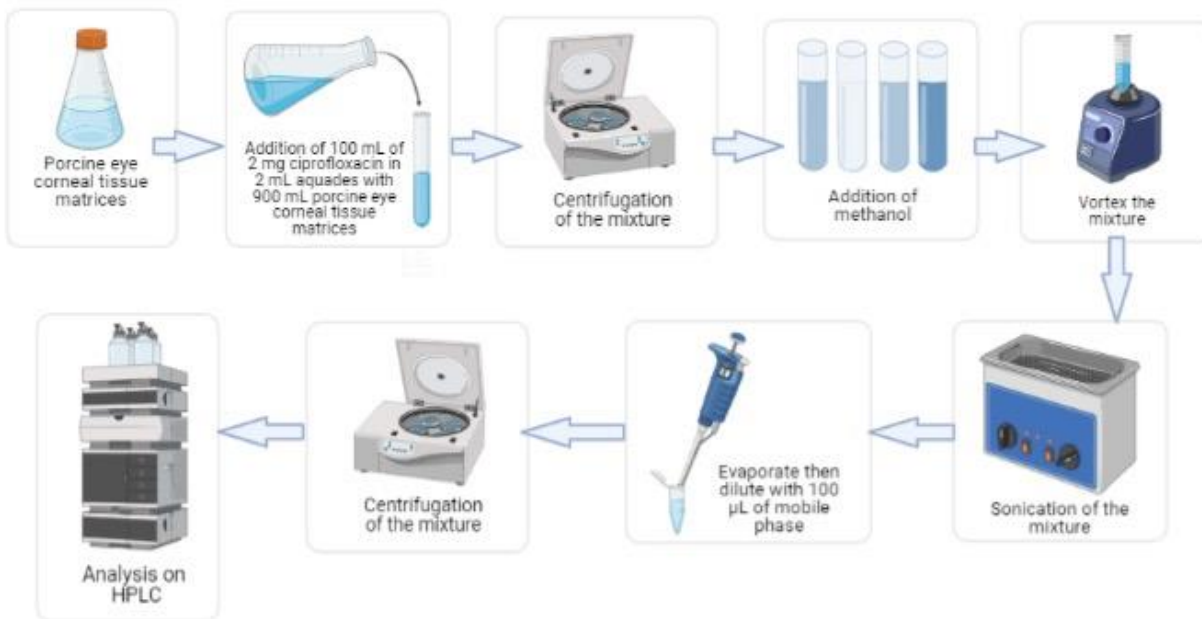 Porcine eye
corneal tissue
matrices
Addition of 100 mL of
2 mg ciprofloxacin in
2 mL aquades with
900 mL porcine eye
corneal tissue
matrices
Centrifugation
of the mixture
Addition of
methanol
Vortex the
mixture
Sonication of the
mixture
Evaporate then
dilute with 100
µL of mobile
phase
Centrifugation
of the mixture
Analysis on
HPLC